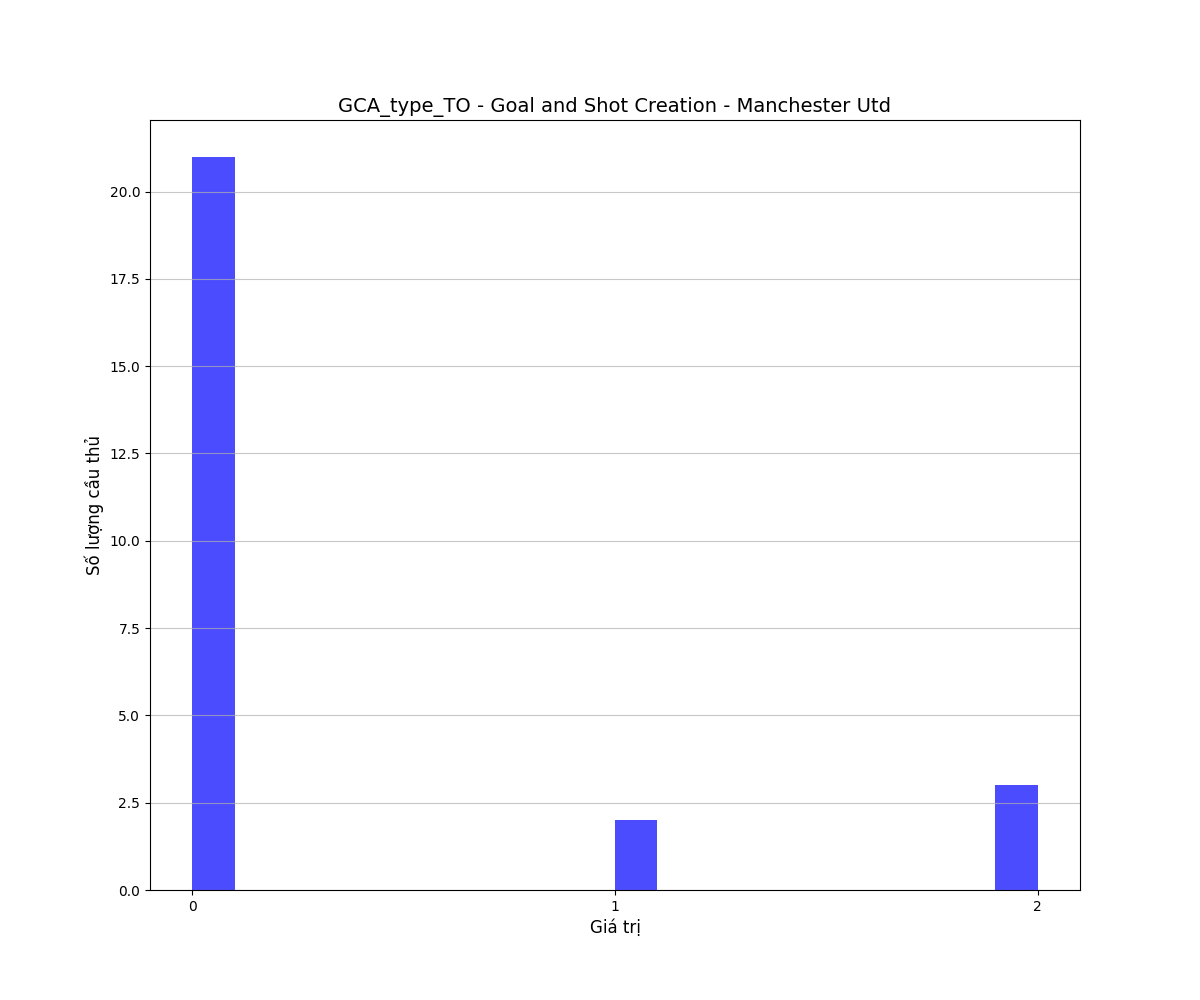 GCA_type_TO - Goal and Shot Creation - Manchester Utd
20.0
17.5
15.0
12.5
10.0
7.5
5.0
2.5
0.0
Số lượng cầu thủ
0 1 2
Giá trị